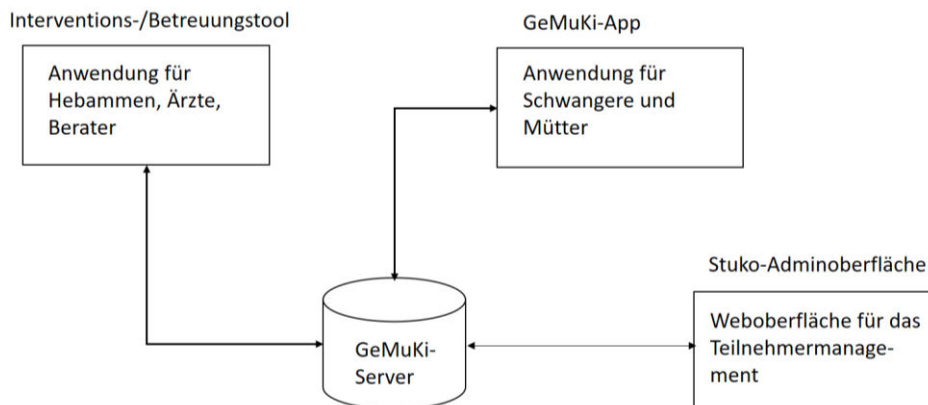 Interventions-/Betreuungstool
Anwendung für
Hebammen, Ärzte,
Berater
GeMuKi-App
Anwendung für
Schwangere und
Mütter
Stuko-Adminoberfläche
Weboberfläche für das
Teilnehmermanage-
ment
GeMuKi-
Server